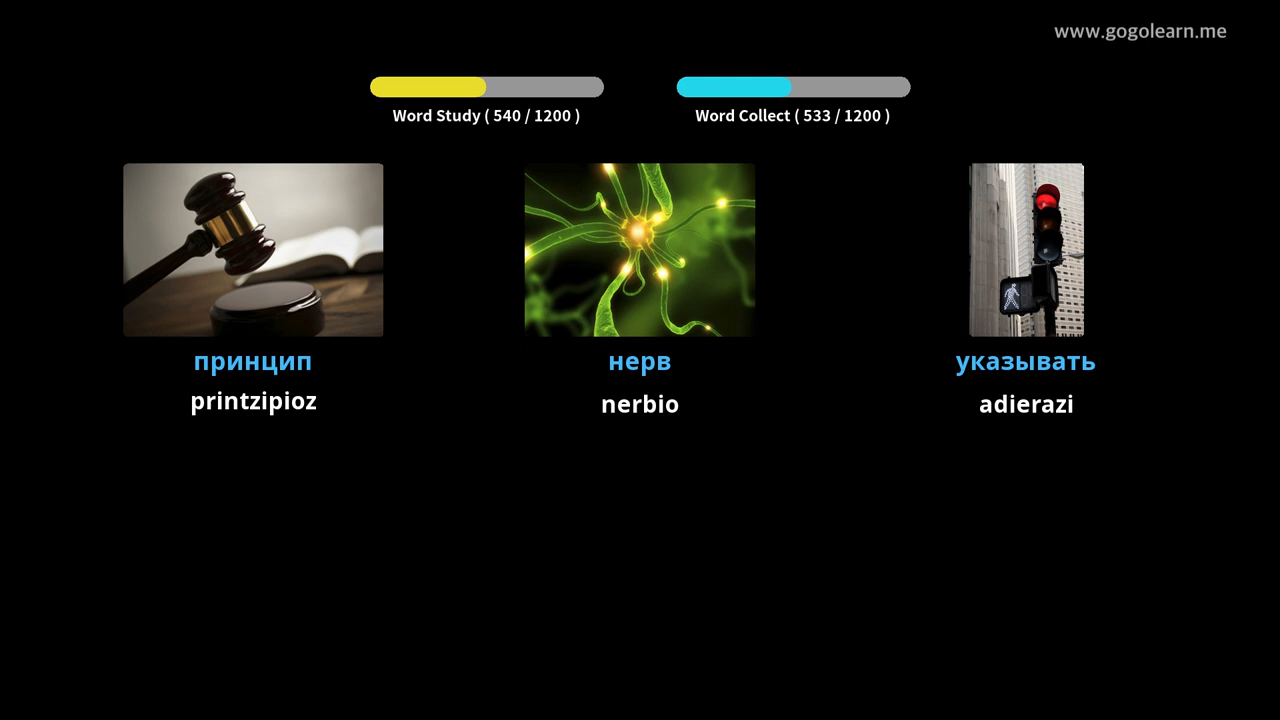 www.gogolearn.me
Word Study ( 540 / 1200 )
Word Collect ( 533 / 1200 )
принцип
нерв
указывать
printzipioz
nerbio
adierazi